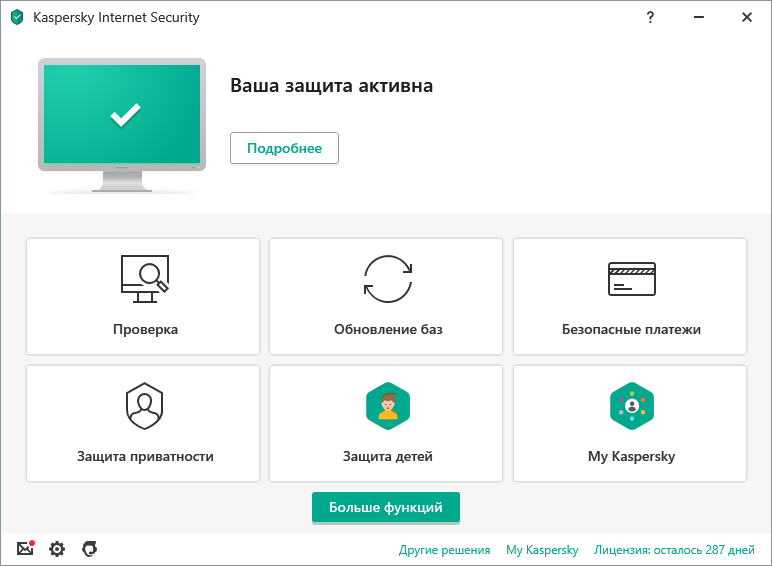 Kaspersky Internet Security
?
Ваша защита активна
Подробнее
Проверка
Обновление баз
Безопасные платежи
Защита приватности
Защита детей
My Kaspersky
Больше функций
Другие решения My Kaspersky Лицензия: осталось 287 дней